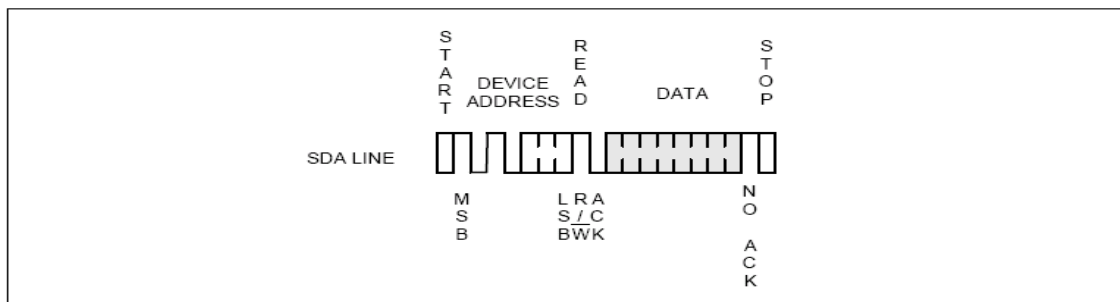 START
DEVICE ADDRESS
READ
DATA
STOP
SDA LINE
MSB
LSB
R/W
ACK
NO ACK